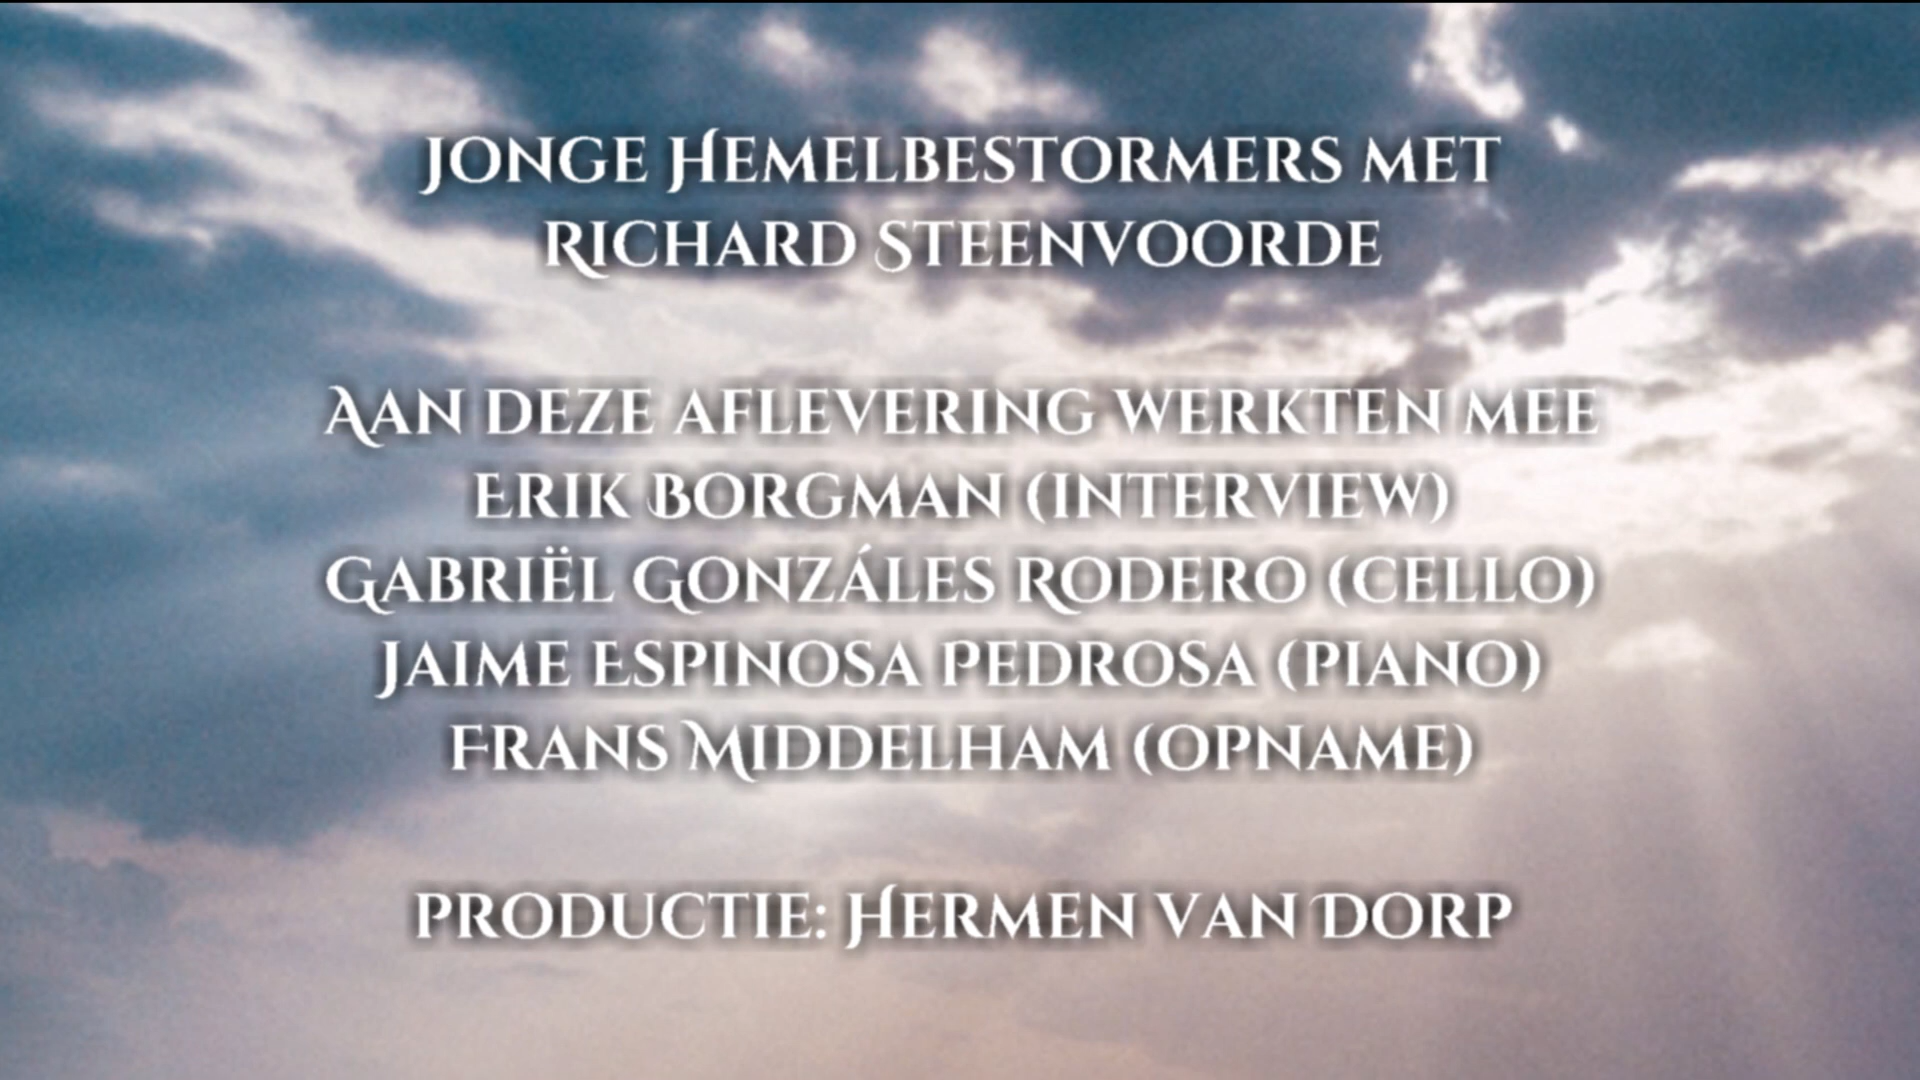 Jonge Hemelbestormers met
Richard Steenvoorde
Aan deze aflevering werkten mee
Erik Borgman (interview)
Gabriël Gonzáles Rodero (cello)
Jaime Espinosa Pedrosa (piano)
Frans Middelham (opname)
productie: Hermen van Dorp